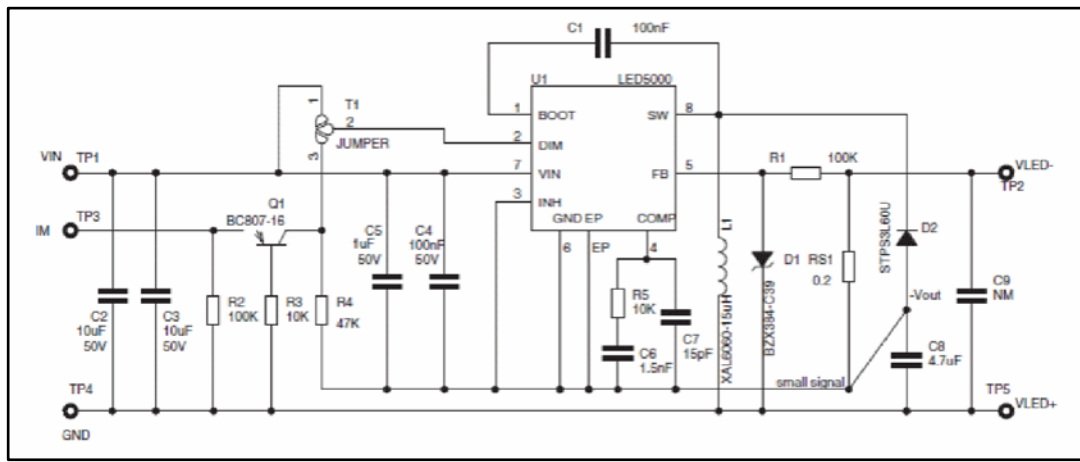 C1
100nF
U1
LED5000
1
BOOT
SW
8
T1
1
2
JUMPER
3
2
DIM
VIN
TP1
7
VIN
FB
5
R1
100K
VLED-
TP2
3
INH
Q1
BC807-16
TP3
IM
GND
EP
COMP
6
EP
4
C5
1uF
50V
C4
100nF
50V
L1
XAL6060-15uH
D1
BZX384-C39
RS1
0.2
STPS3L60U
D2
-Vout
C9
NM
C2
10uF
50V
C3
10uF
50V
R2
100K
R3
10K
R4
47K
R5
10K
C6
1.5nF
C7
15pF
C8
4.7uF
small signal
TP4
GND
TP5
VLED+